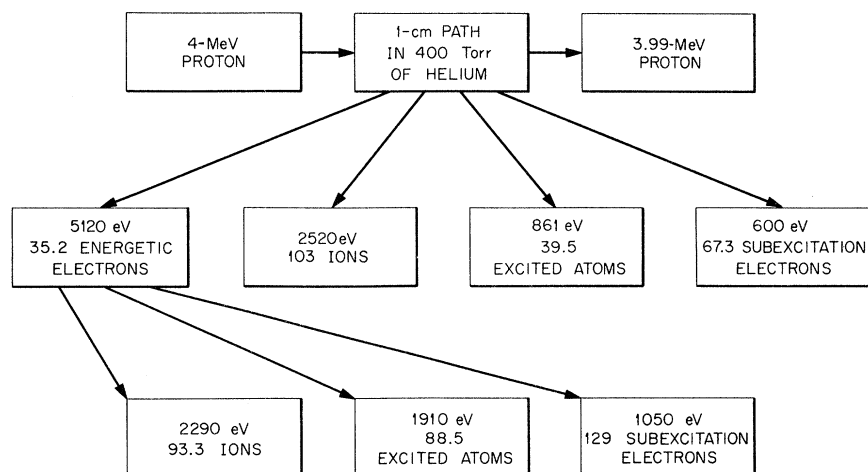 4-MeV
PROTON
1-cm PATH
IN 400 Torr
OF HELIUM
3.99-MeV
PROTON
5120 eV
35.2 ENERGETIC
ELECTRONS
2520eV
103 IONS
861 eV
39.5
EXCITED ATOMS
600 eV
67.3 SUBEXCITATION
ELECTRONS
2290 eV
93.3 IONS
1910 eV
88.5
EXCITED ATOMS
1050 eV
129 SUBEXCITATION
ELECTRONS